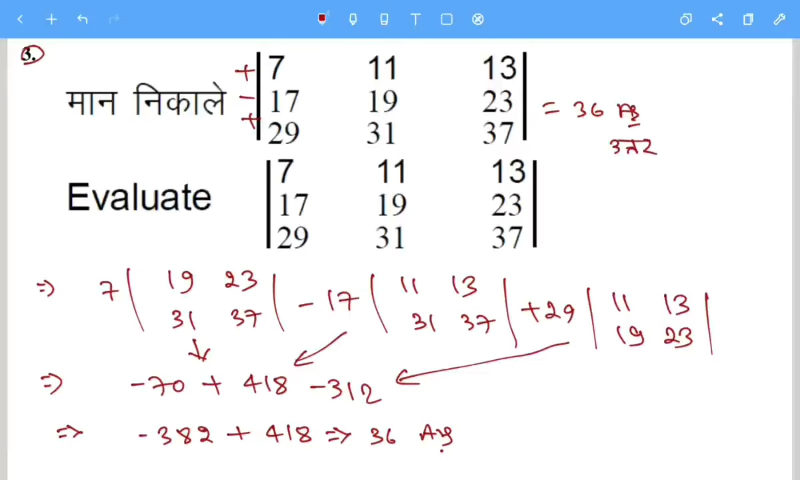 3.
मान निकाले + - + | 7 11 13 |
| 17 19 23 | = 36 Ans
| 29 31 37 | उत्तर
Evaluate | 7 11 13 |
| 17 19 23 |
| 29 31 37 |
⇒ 7 | 19 23 | - 17 | 11 13 | + 29 | 11 13 |
| 31 37 | | 31 37 | | 19 23 |
⇒ -70 + 418 - 312
⇒ -382 + 418 ⇒ 36 Ans